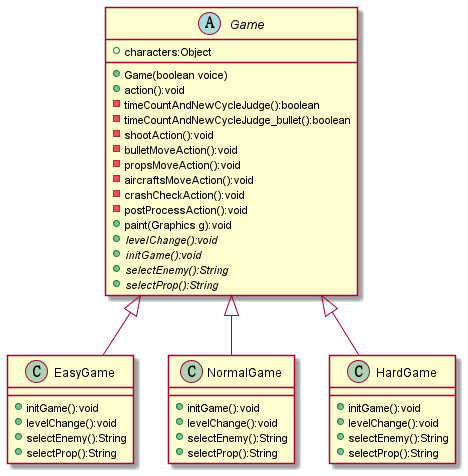 A Game
characters:Object
Game(boolean voice)
action():void
timeCountAndNewCycleJudge():boolean
timeCountAndNewCycleJudge_bullet():boolean
shootAction():void
bulletMoveAction():void
propsMoveAction():void
aircraftsMoveAction():void
crashCheckAction():void
postProcessAction():void
paint(Graphics g):void
levelChange():void
initGame():void
selectEnemy():String
selectProp():String
C EasyGame
initGame():void
levelChange():void
selectEnemy():String
selectProp():String
C NormalGame
initGame():void
levelChange():void
selectEnemy():String
selectProp():String
C HardGame
initGame():void
levelChange():void
selectEnemy():String
selectProp():String